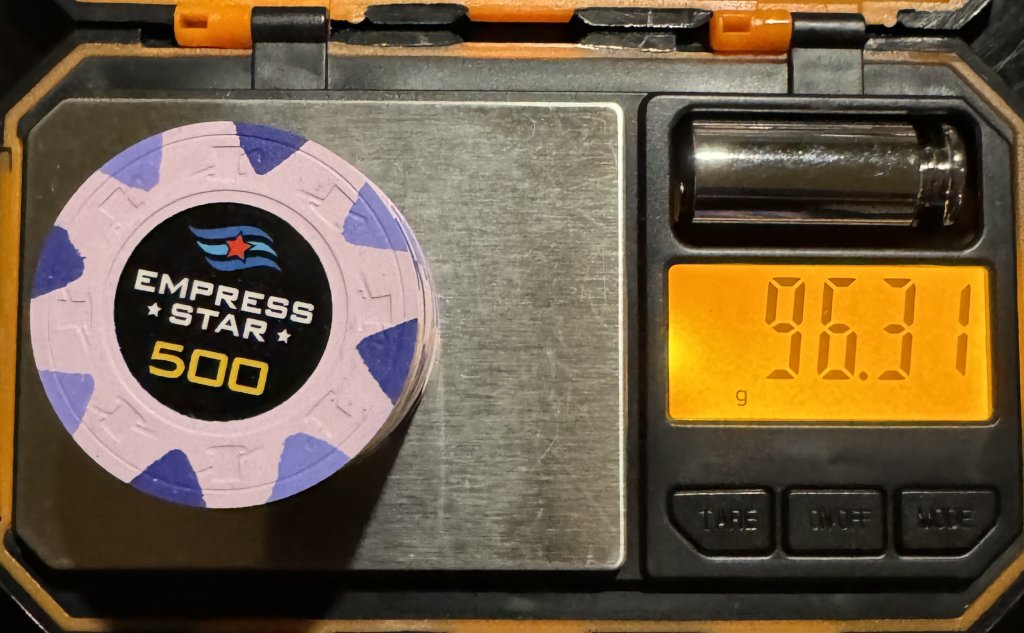 EMPRESS
STAR
500
96.31
g
TARE
ON/OFF
MODE